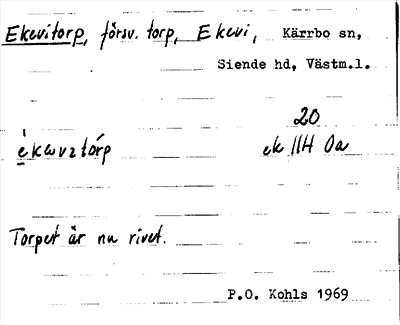 Ekevitorp, försv. torp, Ekevi, Kärrbo sn,
Siende hd, Västm.l.
20
ek 11H 0a
Torpet är nu rivet.
P.O. Kohls 1969